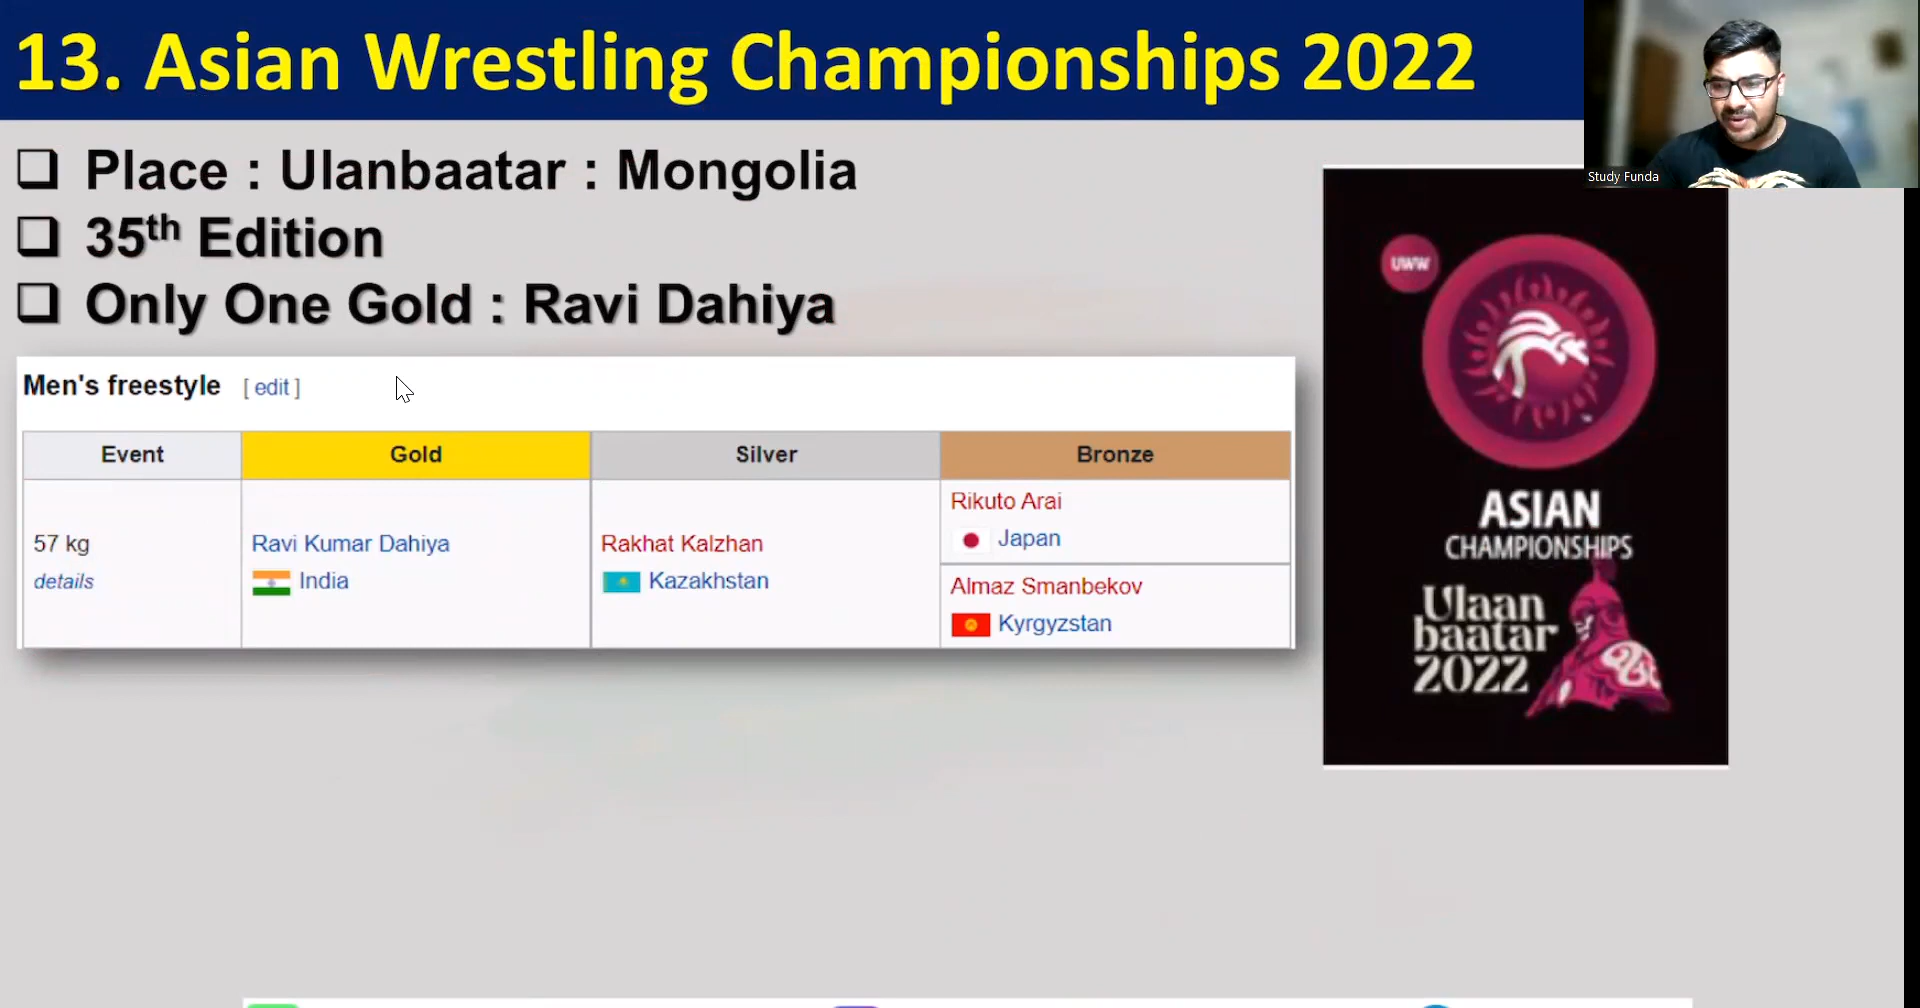 13. Asian Wrestling Championships 2022
Study Funda
❑ Place : Ulanbaatar : Mongolia
❑ 35th Edition
❑ Only One Gold : Ravi Dahiya
Men's freestyle [ edit ]
Event Gold Silver Bronze
57 kg
details
Ravi Kumar Dahiya
India
Rakhat Kalzhan
Kazakhstan
Rikuto Arai
Japan
Almaz Smanbekov
Kyrgyzstan
UWW
ASIAN
CHAMPIONSHIPS
Ulaan
baatar
2022